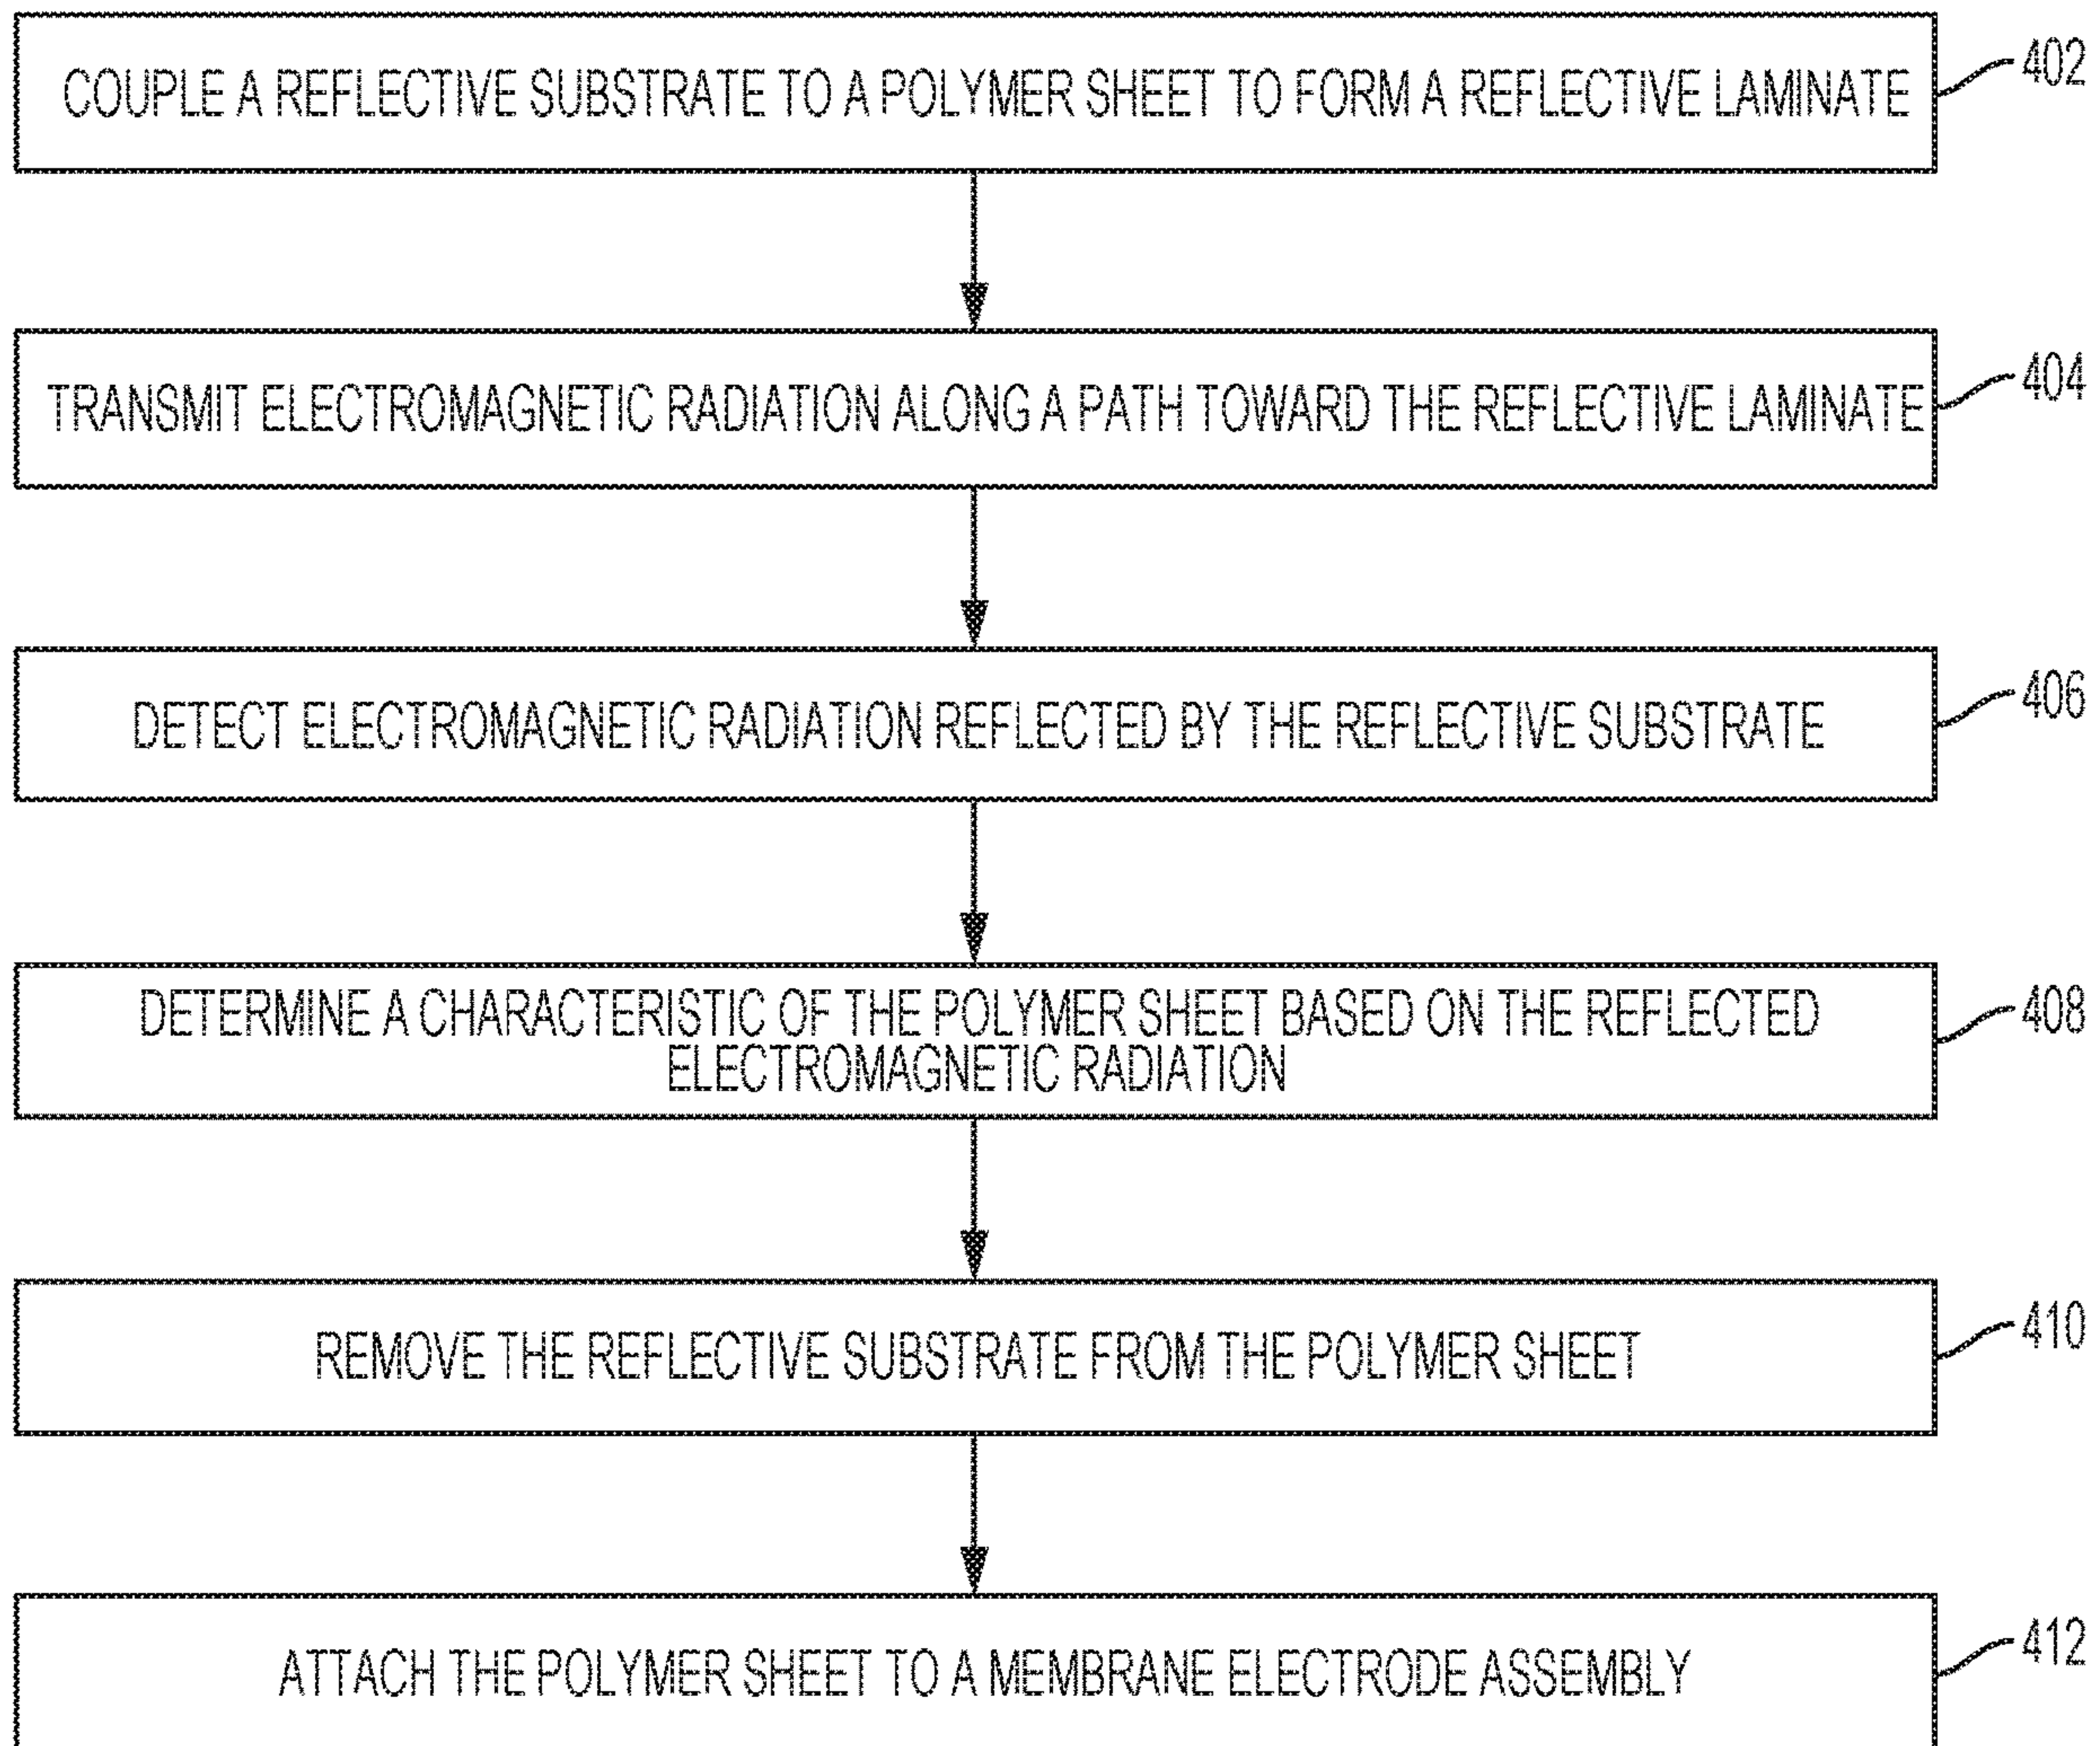 COUPLE A REFLECTIVE SUBSTRATE TO A POLYMER SHEET TO FORM A REFLECTIVE LAMINATE
402
TRANSMIT ELECTROMAGNETIC RADIATION ALONG A PATH TOWARD THE REFLECTIVE LAMINATE
404
DETECT ELECTROMAGNETIC RADIATION REFLECTED BY THE REFLECTIVE SUBSTRATE
406
DETERMINE A CHARACTERISTIC OF THE POLYMER SHEET BASED ON THE REFLECTED
ELECTROMAGNETIC RADIATION
408
REMOVE THE REFLECTIVE SUBSTRATE FROM THE POLYMER SHEET
410
ATTACH THE POLYMER SHEET TO A MEMBRANE ELECTRODE ASSEMBLY
412